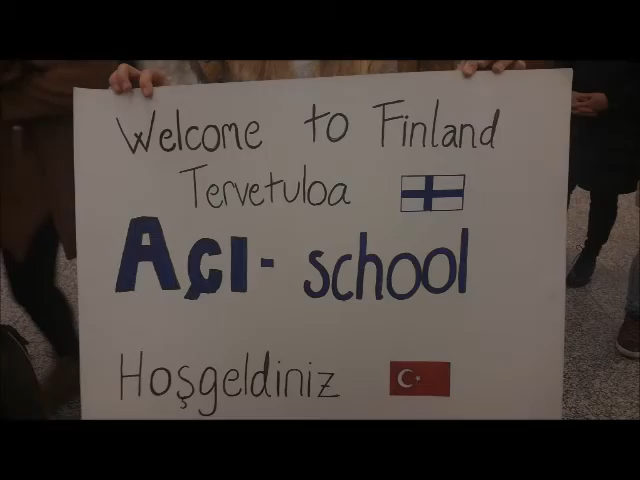 Welcome to Finland
Tervetuloa
Açı- school
Hoşgeldiniz